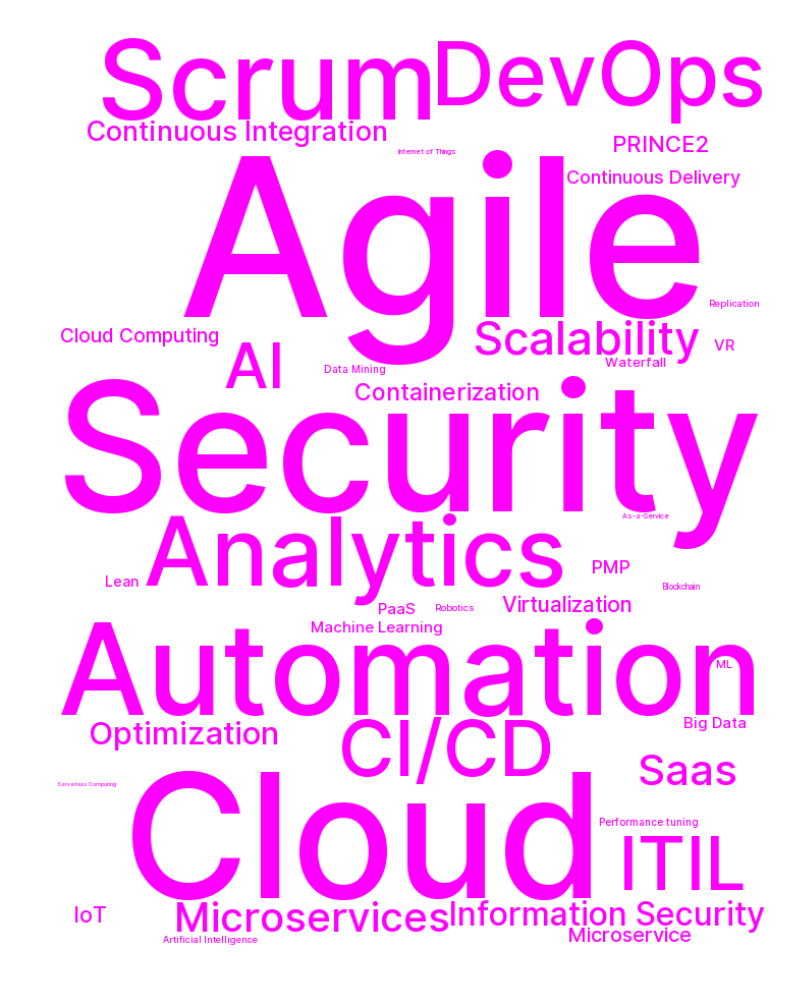 Scrum
DevOps
Continuous Integration
PRINCE2
Internet of Things
Continuous Delivery
Agile
Replication
Cloud Computing
Scalability
VR
AI
Waterfall
Data Mining
Containerization
Security
As-a-Service
Analytics
PMP
Lean
Blockchain
PaaS
Robotics
Virtualization
Machine Learning
Automation
ML
Optimization
CI/CD
Big Data
Saas
Serverless Computing
Cloud
Performance tuning
ITIL
IoT
Microservices
Information Security
Microservice
Artificial Intelligence